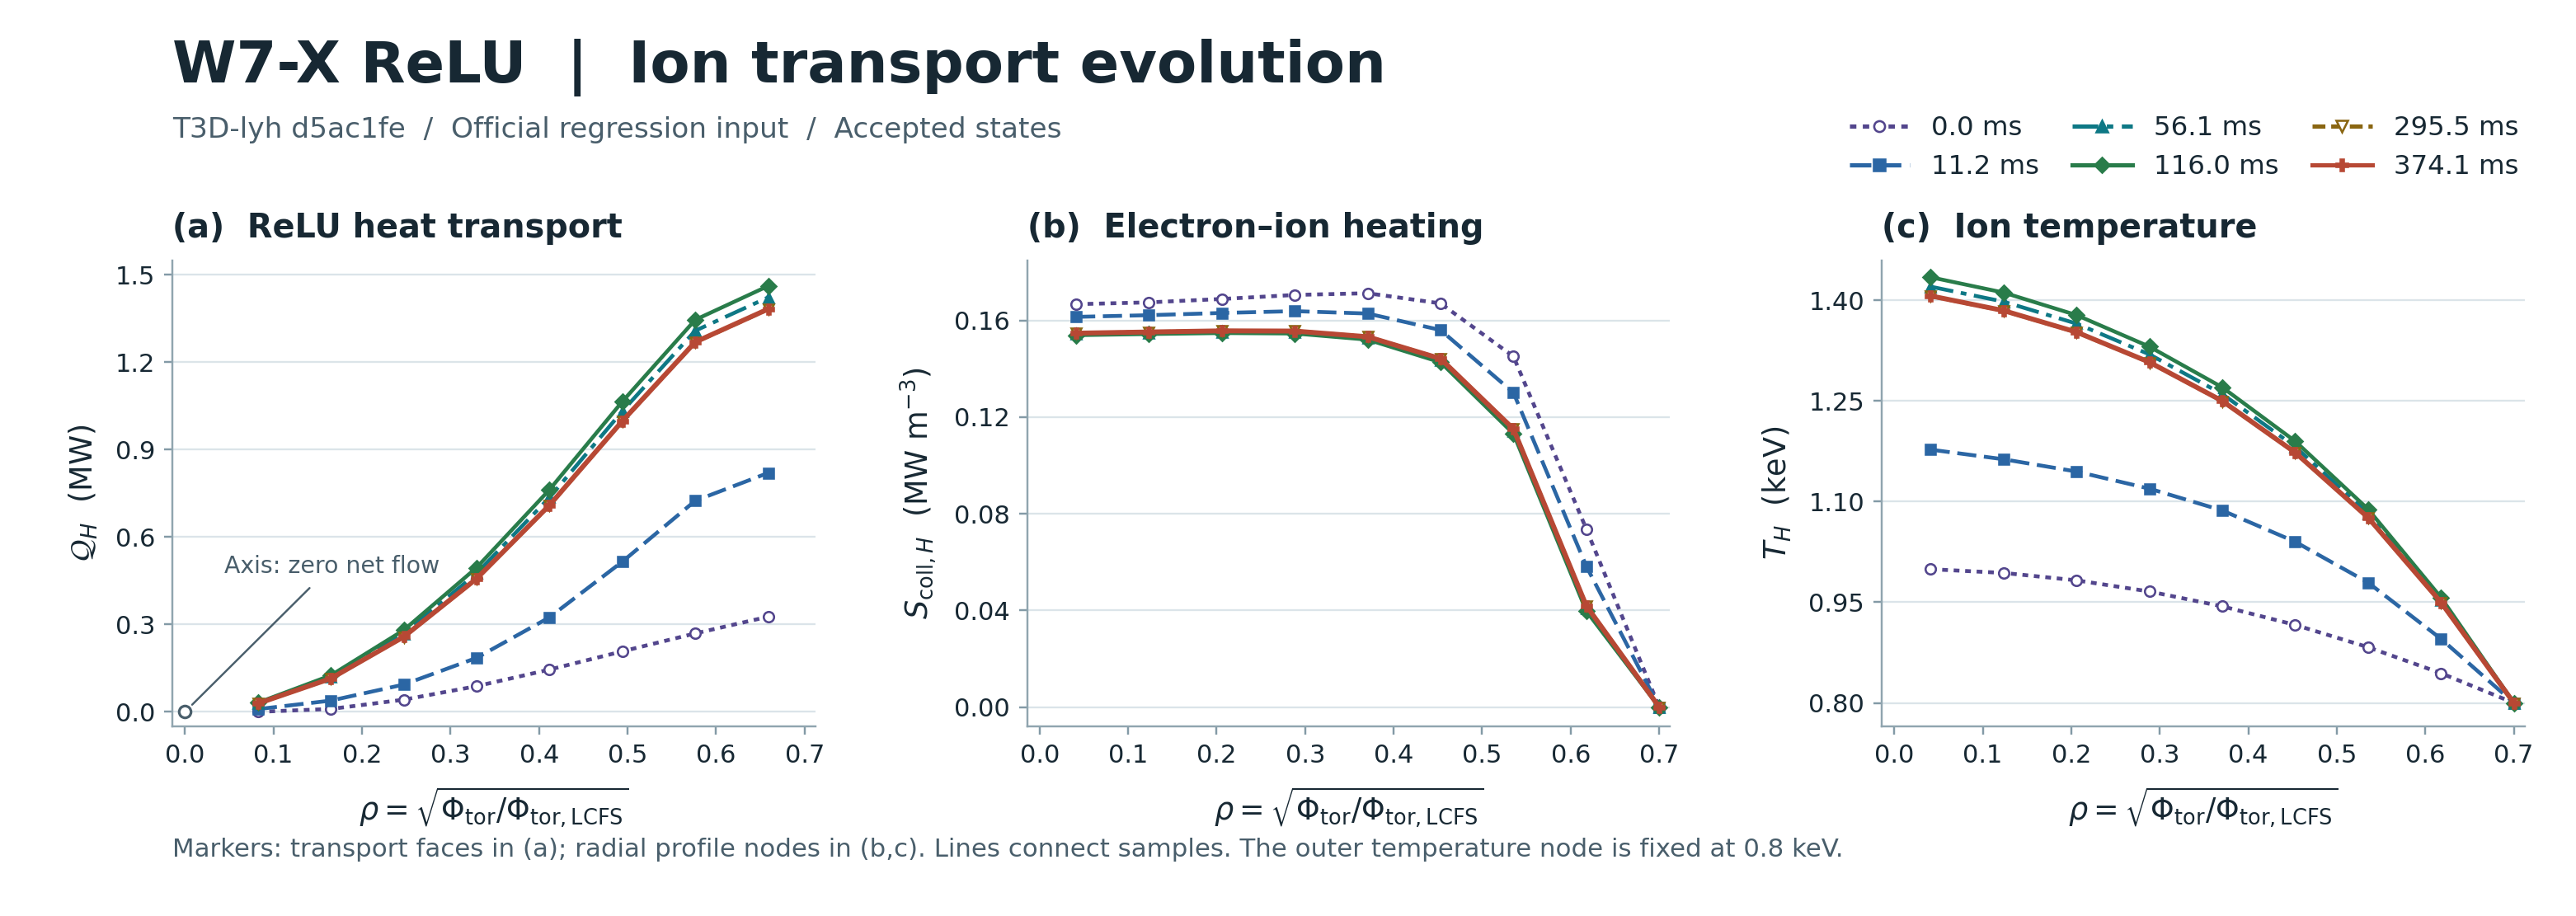 W7-X ReLU | Ion transport evolution
T3D-lyh d5ac1fe / Official regression input / Accepted states
0.0 ms 56.1 ms 295.5 ms
11.2 ms 116.0 ms 374.1 ms
(a) ReLU heat transport
1.5
1.2
0.9
0.6
0.3
0.0
𝒬_H (MW)
Axis: zero net flow
0.0 0.1 0.2 0.3 0.4 0.5 0.6 0.7
ρ = √Φ_tor/Φ_tor, LCFS
(b) Electron–ion heating
0.16
0.12
0.08
0.04
0.00
S_coll, H (MW m⁻³)
0.0 0.1 0.2 0.3 0.4 0.5 0.6 0.7
ρ = √Φ_tor/Φ_tor, LCFS
(c) Ion temperature
1.40
1.25
1.10
0.95
0.80
T_H (keV)
0.0 0.1 0.2 0.3 0.4 0.5 0.6 0.7
ρ = √Φ_tor/Φ_tor, LCFS
Markers: transport faces in (a); radial profile nodes in (b,c). Lines connect samples. The outer temperature node is fixed at 0.8 keV.